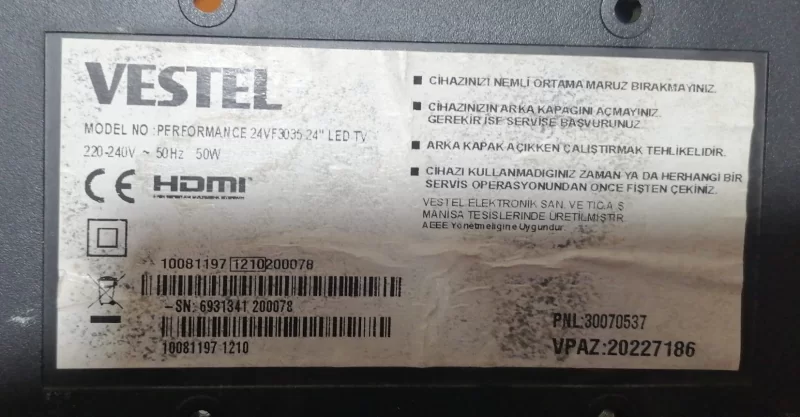 VESTEL
MODEL NO :PERFORMANCE 24VF3035 24" LED TV
220-240V ~ 50Hz 50W
CE HDMI
CİHAZINIZI NEMLİ ORTAMA MARUZ BIRAKMAYINIZ.
CİHAZINIZIN ARKA KAPAĞINI AÇMAYINIZ.
GEREKİR İSE SERVİSE BAŞVURUNUZ.
ARKA KAPAK AÇIKKEN ÇALIŞTIRMAK TEHLİKELİDİR.
CİHAZI KULLANMADIĞINIZ ZAMAN YA DA HERHANGİ BİR
SERVİS OPERASYONUNDAN ÖNCE FİŞTEN ÇEKİNİZ.
VESTEL ELEKTRONİK SAN. VE TİC.A.Ş
MANİSA TESİSLERİNDE ÜRETİLMİŞTİR.
AEEE Yönetmeliğine Uygundur
10081197 1210200078
-SN: 6931341 200078
10081197 1210
PNL:30070537
VPAZ:20227186